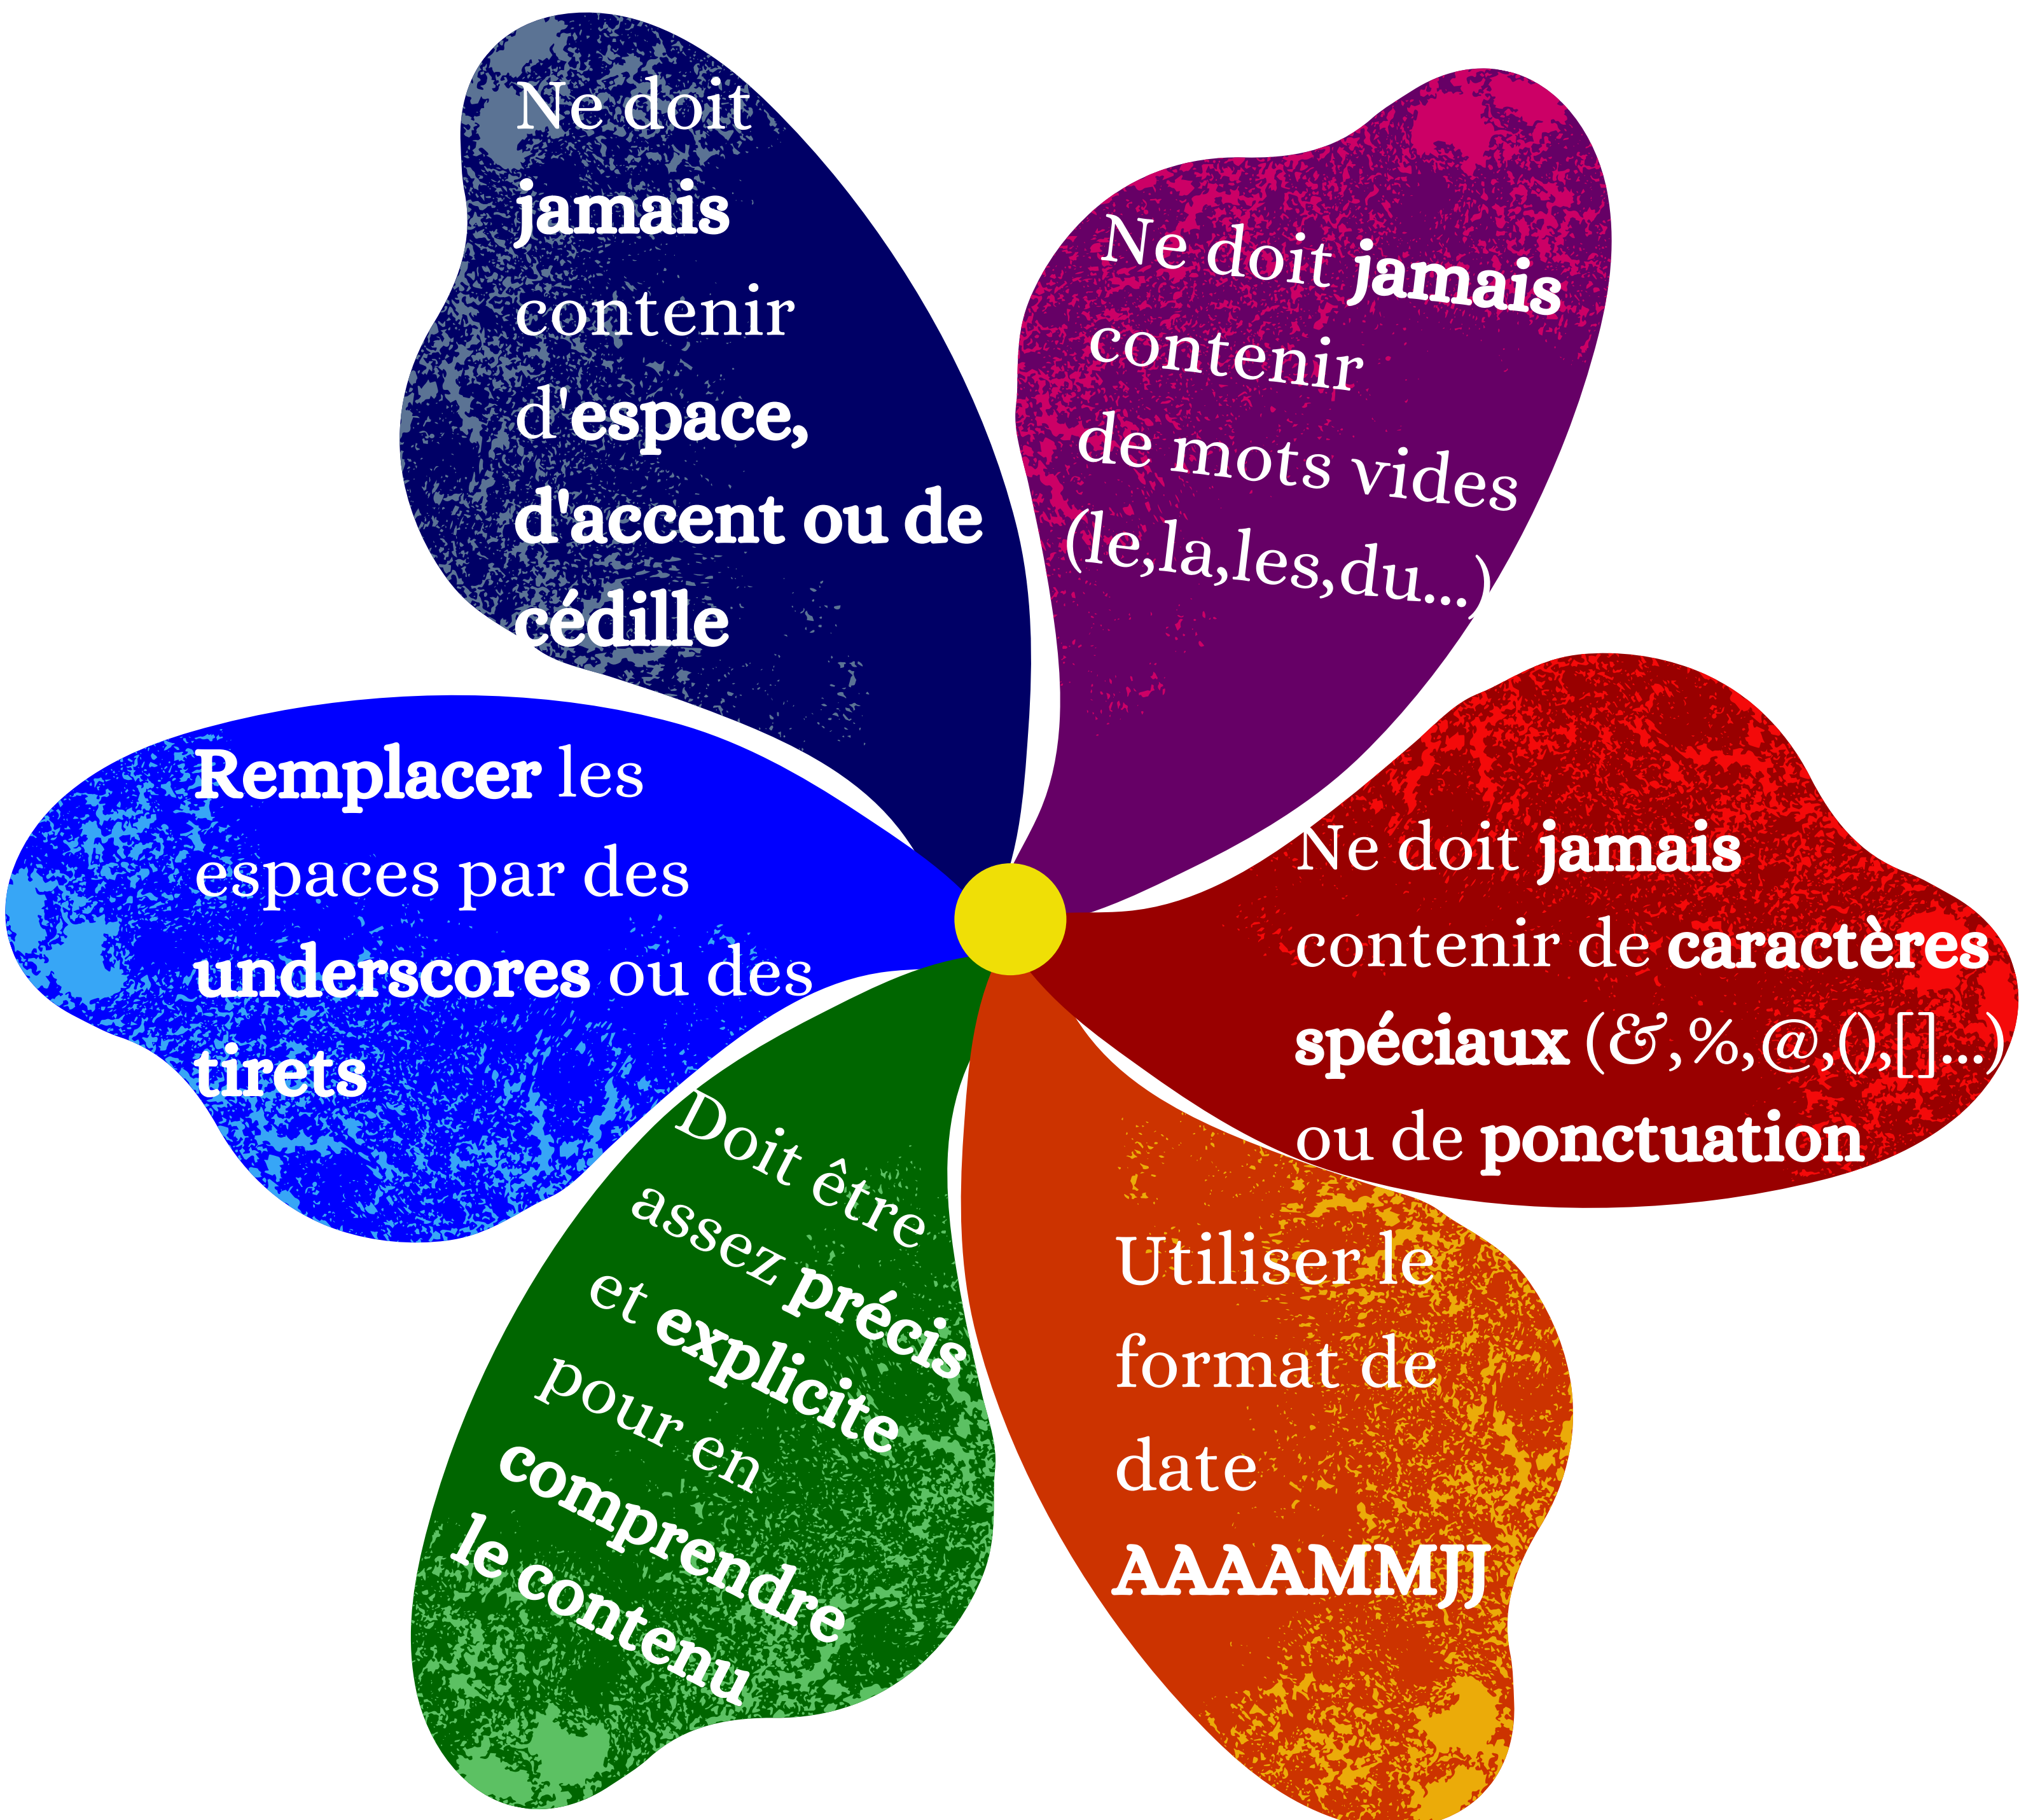 Ne doit
jamais
contenir
d'espace,
d'accent ou de
cédille
Ne doit jamais
contenir
de mots vides
(le,la,les,du...)
Remplacer les
espaces par des
underscores ou des
tirets
Ne doit jamais
contenir de caractères
spéciaux (&,%,@,(),[]...)
ou de ponctuation
Doit être
assez précis
et explicite
pour en
comprendre
le contenu
Utiliser le
format de
date
AAAAMMJJ